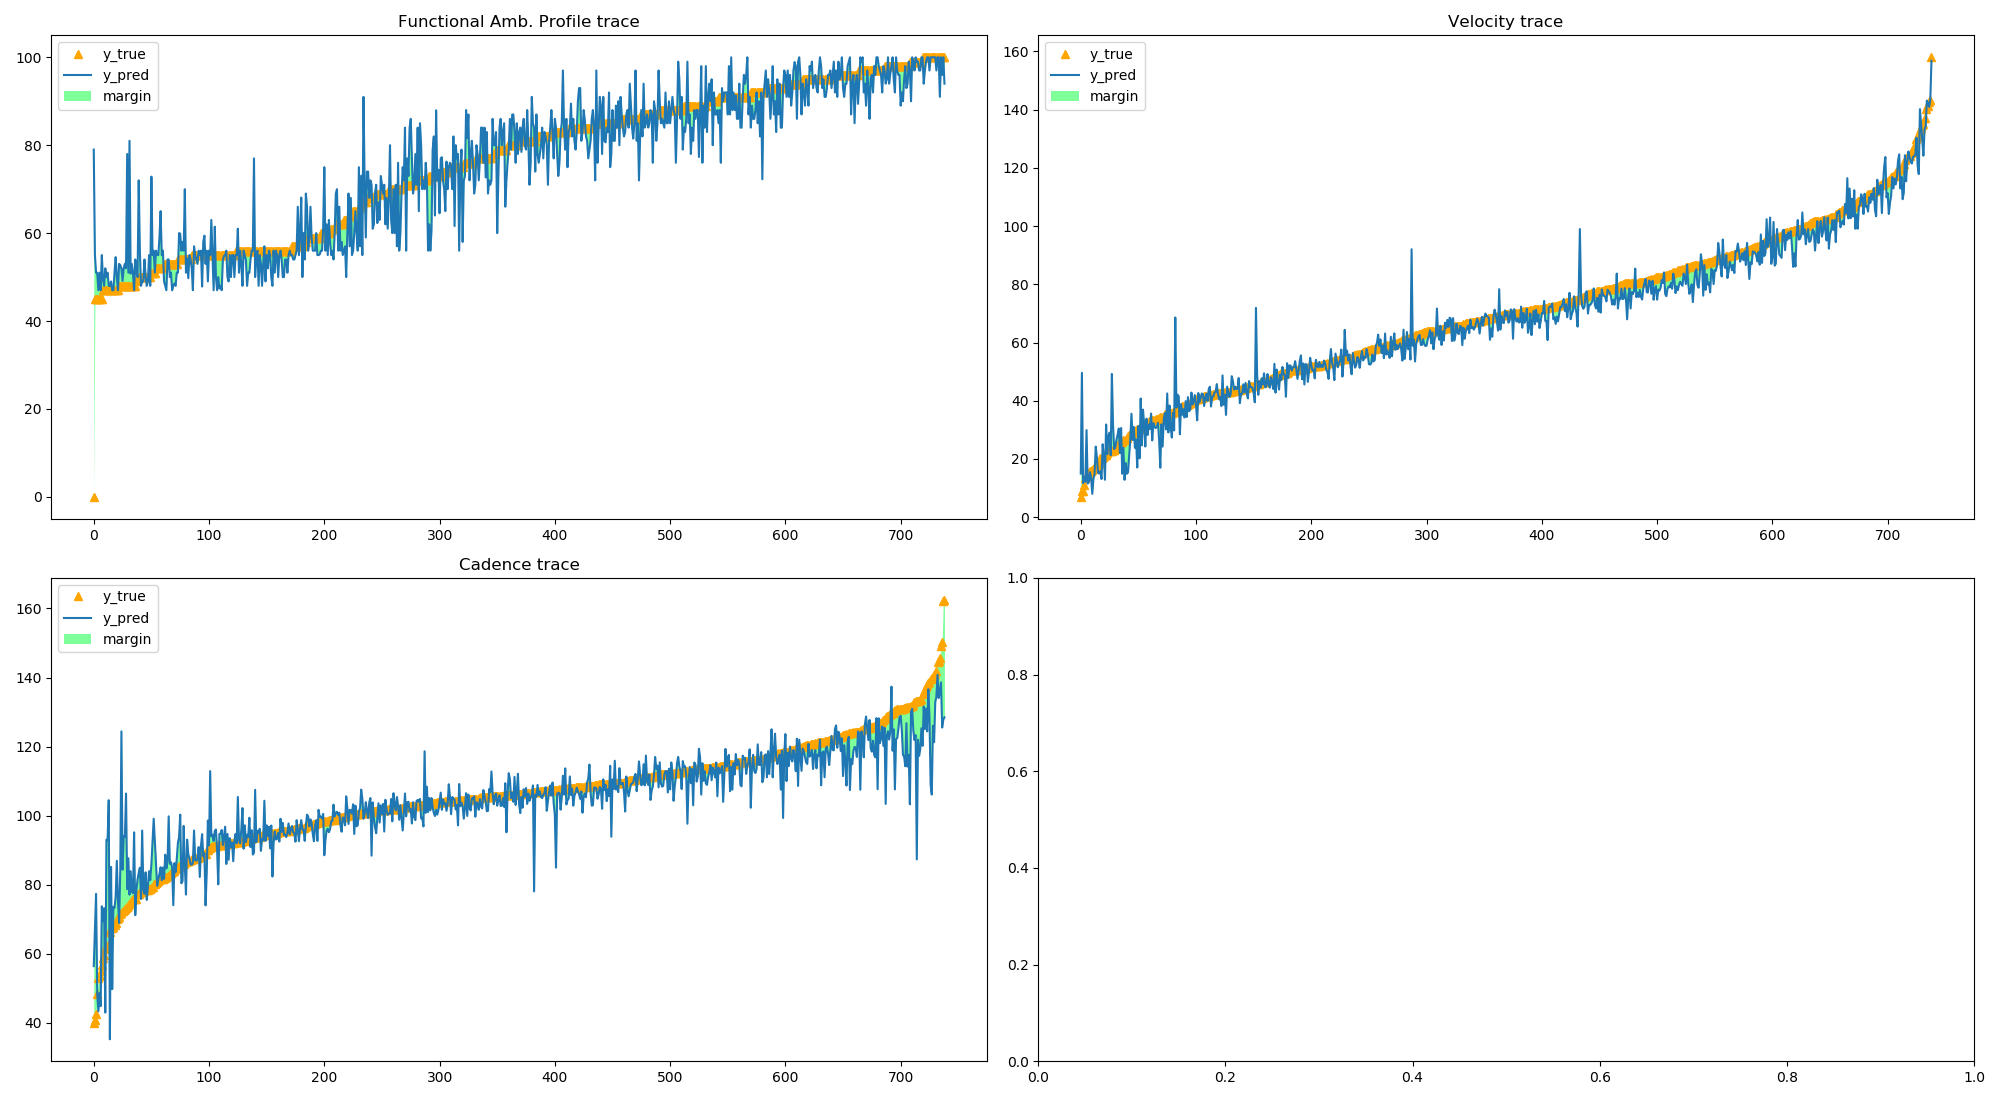 Functional Amb. Profile trace
y_true
y_pred
margin
100
80
60
40
20
0
0 100 200 300 400 500 600 700
Velocity trace
y_true
y_pred
margin
160
140
120
100
80
60
40
20
0
0 100 200 300 400 500 600 700
Cadence trace
y_true
y_pred
margin
160
140
120
100
80
60
40
0 100 200 300 400 500 600 700
1.0
0.8
0.6
0.4
0.2
0.0
0.0 0.2 0.4 0.6 0.8 1.0